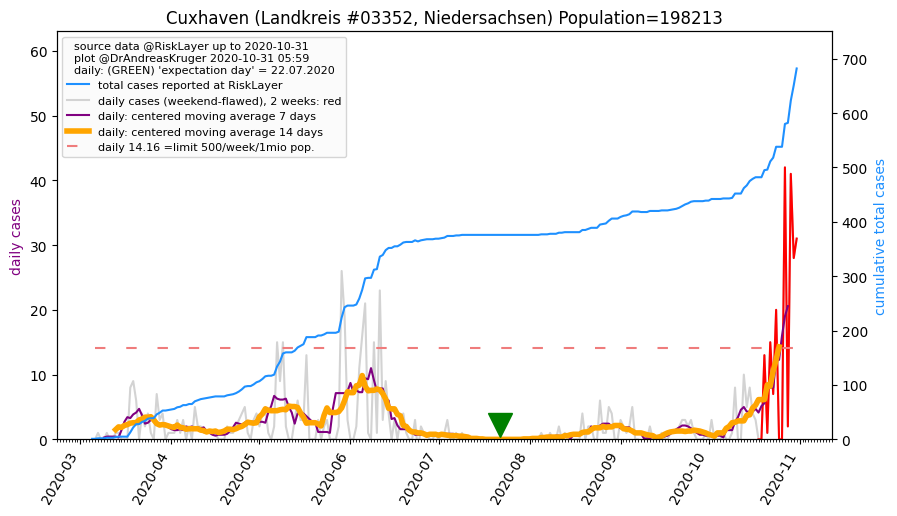 Cuxhaven (Landkreis #03352, Niedersachsen) Population=198213
source data @RiskLayer up to 2020-10-31
plot @DrAndreasKruger 2020-10-31 05:59
daily: (GREEN) 'expectation day' = 22.07.2020
total cases reported at RiskLayer
daily cases (weekend-flawed), 2 weeks: red
daily: centered moving average 7 days
daily: centered moving average 14 days
daily 14.16 =limit 500/week/1mio pop.
daily cases
60
50
40
30
20
10
0
cumulative total cases
700
600
500
400
300
200
100
0
2020-03
2020-04
2020-05
2020-06
2020-07
2020-08
2020-09
2020-10
2020-11